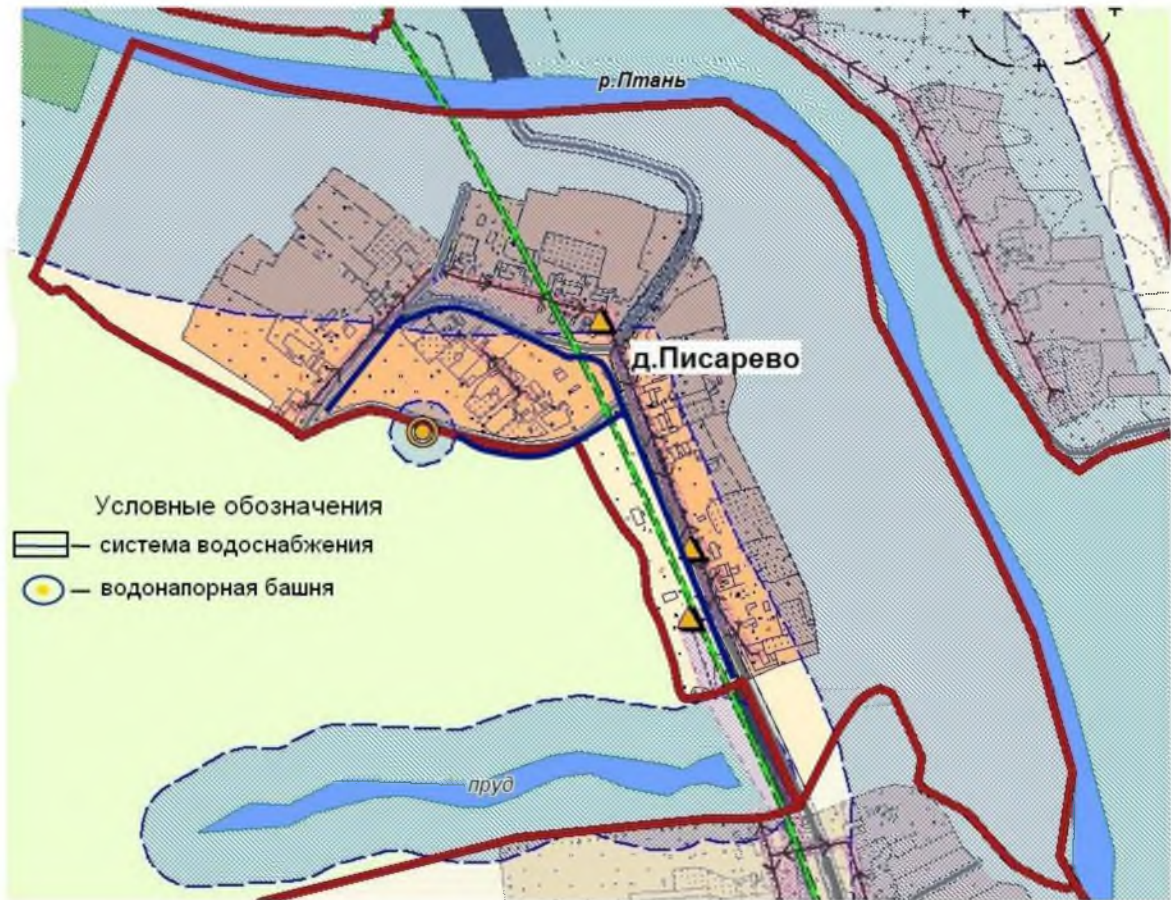 р.Птань
д.Писарево
Условные обозначения
— система водоснабжения
— водонапорная башня
пруд